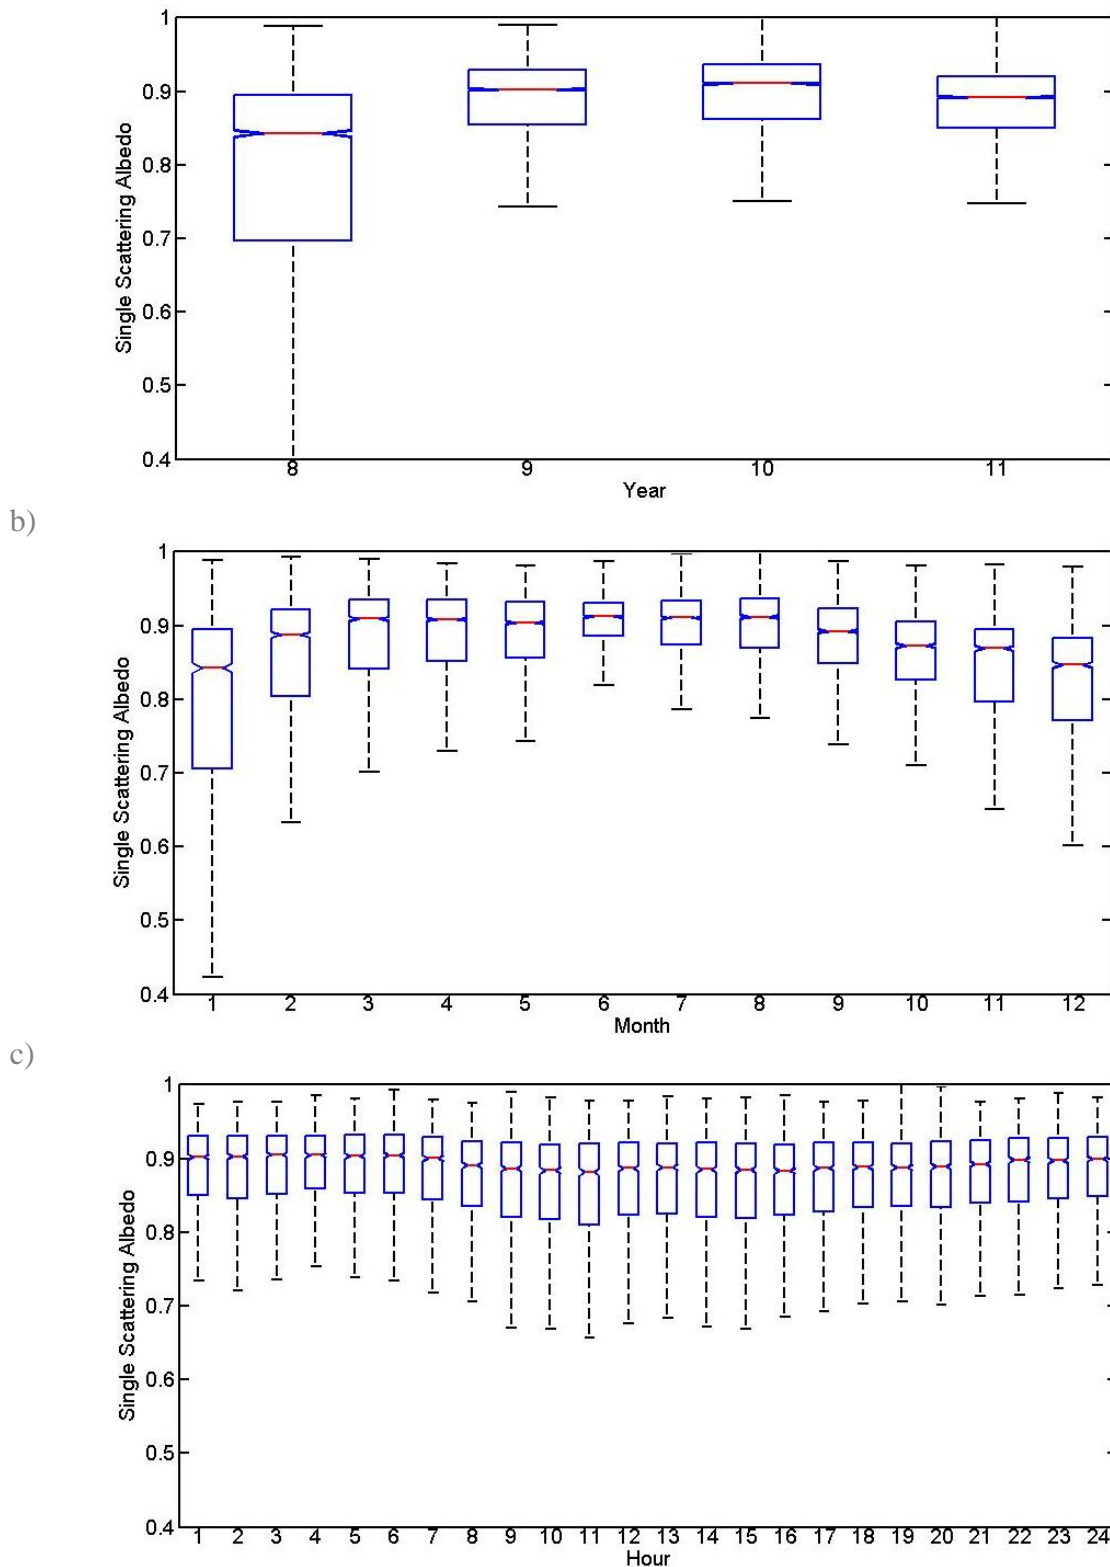 1
0.9
0.8
0.7
0.6
0.5
0.4
Single Scattering Albedo
8 9 10 11
Year
b)
1
0.9
0.8
0.7
0.6
0.5
0.4
Single Scattering Albedo
1 2 3 4 5 6 7 8 9 10 11 12
Month
c)
1
0.9
0.8
0.7
0.6
0.5
0.4
Single Scattering Albedo
1 2 3 4 5 6 7 8 9 10 11 12 13 14 15 16 17 18 19 20 21 22 23 24
Hour